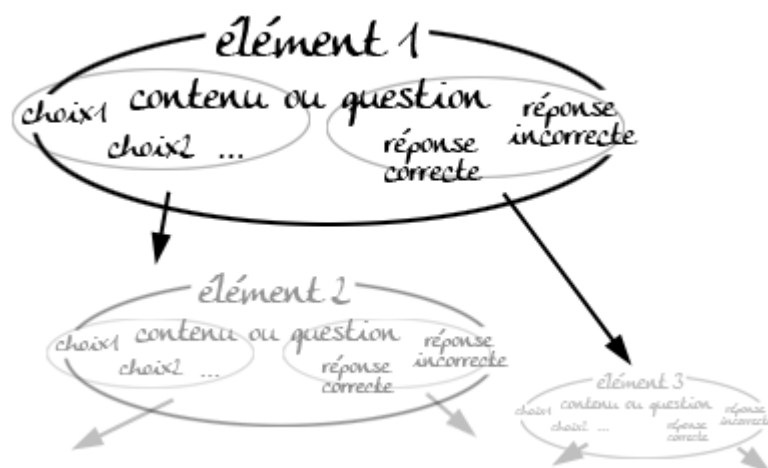 élément 1
contenu ou question
choix1
choix2 ...
réponse
correcte
réponse
incorrecte
élément 2
contenu ou question
choix1
choix2 ...
réponse
correcte
réponse
incorrecte
élément 3
contenu ou question
choix1
choix2 ...
réponse
correcte
réponse
incorrecte